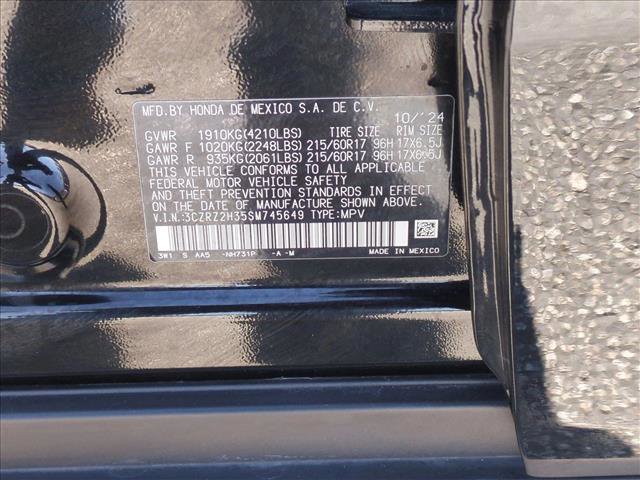 MFD.BY HONDA DE MEXICO S.A. DE C.V.
10/'24
GVWR 1910KG(4210LBS) TIRE SIZE RIM SIZE
GAWR F 1020KG(2248LBS) 215/60R17 96H 17X6.5J
GAWR R 935KG(2061LBS) 215/60R17 96H 17X6.5J
THIS VEHICLE CONFORMS TO ALL APPLICABLE
FEDERAL MOTOR VEHICLE SAFETY
AND THEFT PREVENTION STANDARDS IN EFFECT
ON THE DATE OF MANUFACTURE SHOWN ABOVE.
V.I.N.:3CZRZ2H35SM745649 TYPE:MPV
3W1 S AA5 -NH731P -A -M MADE IN MEXICO